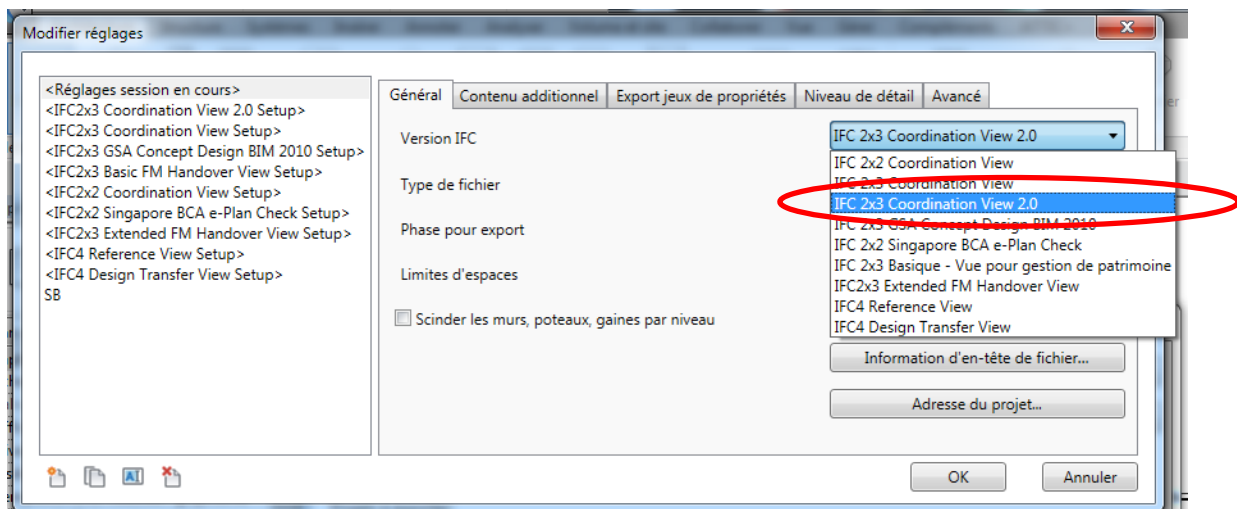 Modifier réglages
<Réglages session en cours>
<IFC2x3 Coordination View 2.0 Setup>
<IFC2x3 Coordination View Setup>
<IFC2x3 GSA Concept Design BIM 2010 Setup>
<IFC2x3 Basic FM Handover View Setup>
<IFC2x2 Coordination View Setup>
<IFC2x2 Singapore BCA e-Plan Check Setup>
<IFC2x3 Extended FM Handover View Setup>
<IFC4 Reference View Setup>
<IFC4 Design Transfer View Setup>
SB
Général Contenu additionnel Export jeux de propriétés Niveau de détail Avancé
Version IFC
IFC 2x3 Coordination View 2.0
Type de fichier
Phase pour export
Limites d'espaces
Scinder les murs, poteaux, gaines par niveau
IFC 2x2 Coordination View
IFC 2x3 Coordination View
IFC 2x3 Coordination View 2.0
IFC 2x3 GSA Concept Design BIM 2010
IFC 2x2 Singapore BCA e-Plan Check
IFC 2x3 Basique - Vue pour gestion de patrimoine
IFC2x3 Extended FM Handover View
IFC4 Reference View
IFC4 Design Transfer View
Information d'en-tête de fichier...
Adresse du projet...
OK Annuler